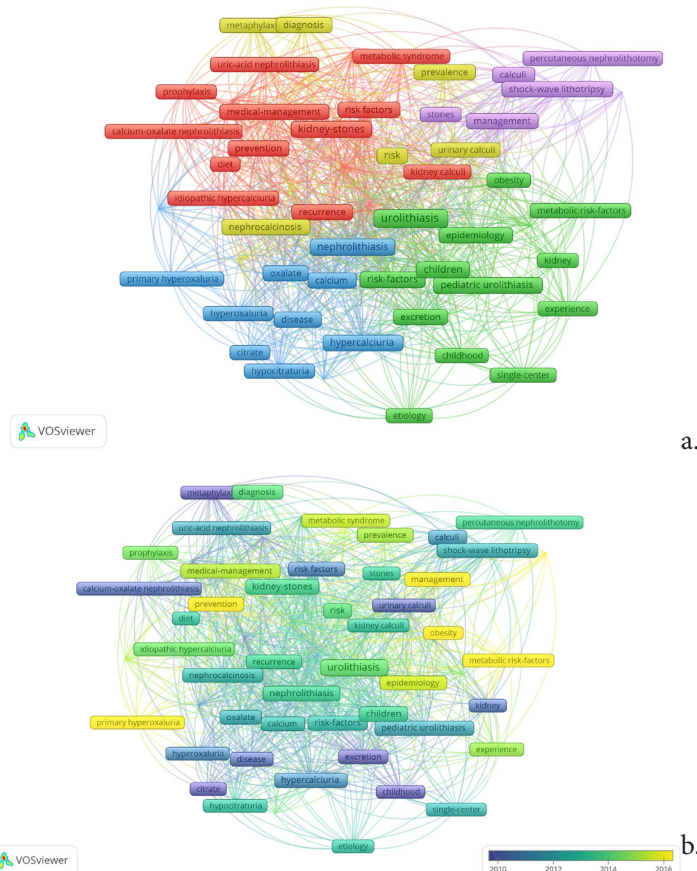 metaphylaxi
diagnosis
metabolic syndrome
percutaneous nephrolithotomy
uric-acid nephrolithiasis
prevalence
calculi
shock-wave lithotripsy
prophylaxis
medical-management
risk factors
stones
management
calcium-oxalate nephrolithiasis
kidney-stones
prevention
risk
urinary calculi
diet
kidney calculi
obesity
idiopathic hypercalciuria
recurrence
urolithiasis
metabolic risk-factors
nephrocalcinosis
epidemiology
nephrolithiasis
kidney
primary hyperoxaluria
oxalate
calcium
risk-factors
children
pediatric urolithiasis
hyperoxaluria
disease
excretion
experience
citrate
hypercalciuria
childhood
hypocitraturia
single-center
etiology
VOSviewer
a.
metaphylaxi
diagnosis
metabolic syndrome
percutaneous nephrolithotomy
uric-acid nephrolithiasis
prevalence
calculi
shock-wave lithotripsy
prophylaxis
medical-management
risk factors
stones
management
calcium-oxalate nephrolithiasis
kidney-stones
prevention
risk
urinary calculi
diet
kidney calculi
obesity
idiopathic hypercalciuria
recurrence
urolithiasis
metabolic risk-factors
nephrocalcinosis
epidemiology
nephrolithiasis
kidney
primary hyperoxaluria
oxalate
calcium
risk-factors
children
pediatric urolithiasis
hyperoxaluria
disease
excretion
experience
citrate
hypercalciuria
childhood
hypocitraturia
single-center
etiology
VOSviewer
b.
2010 2012 2014 2016